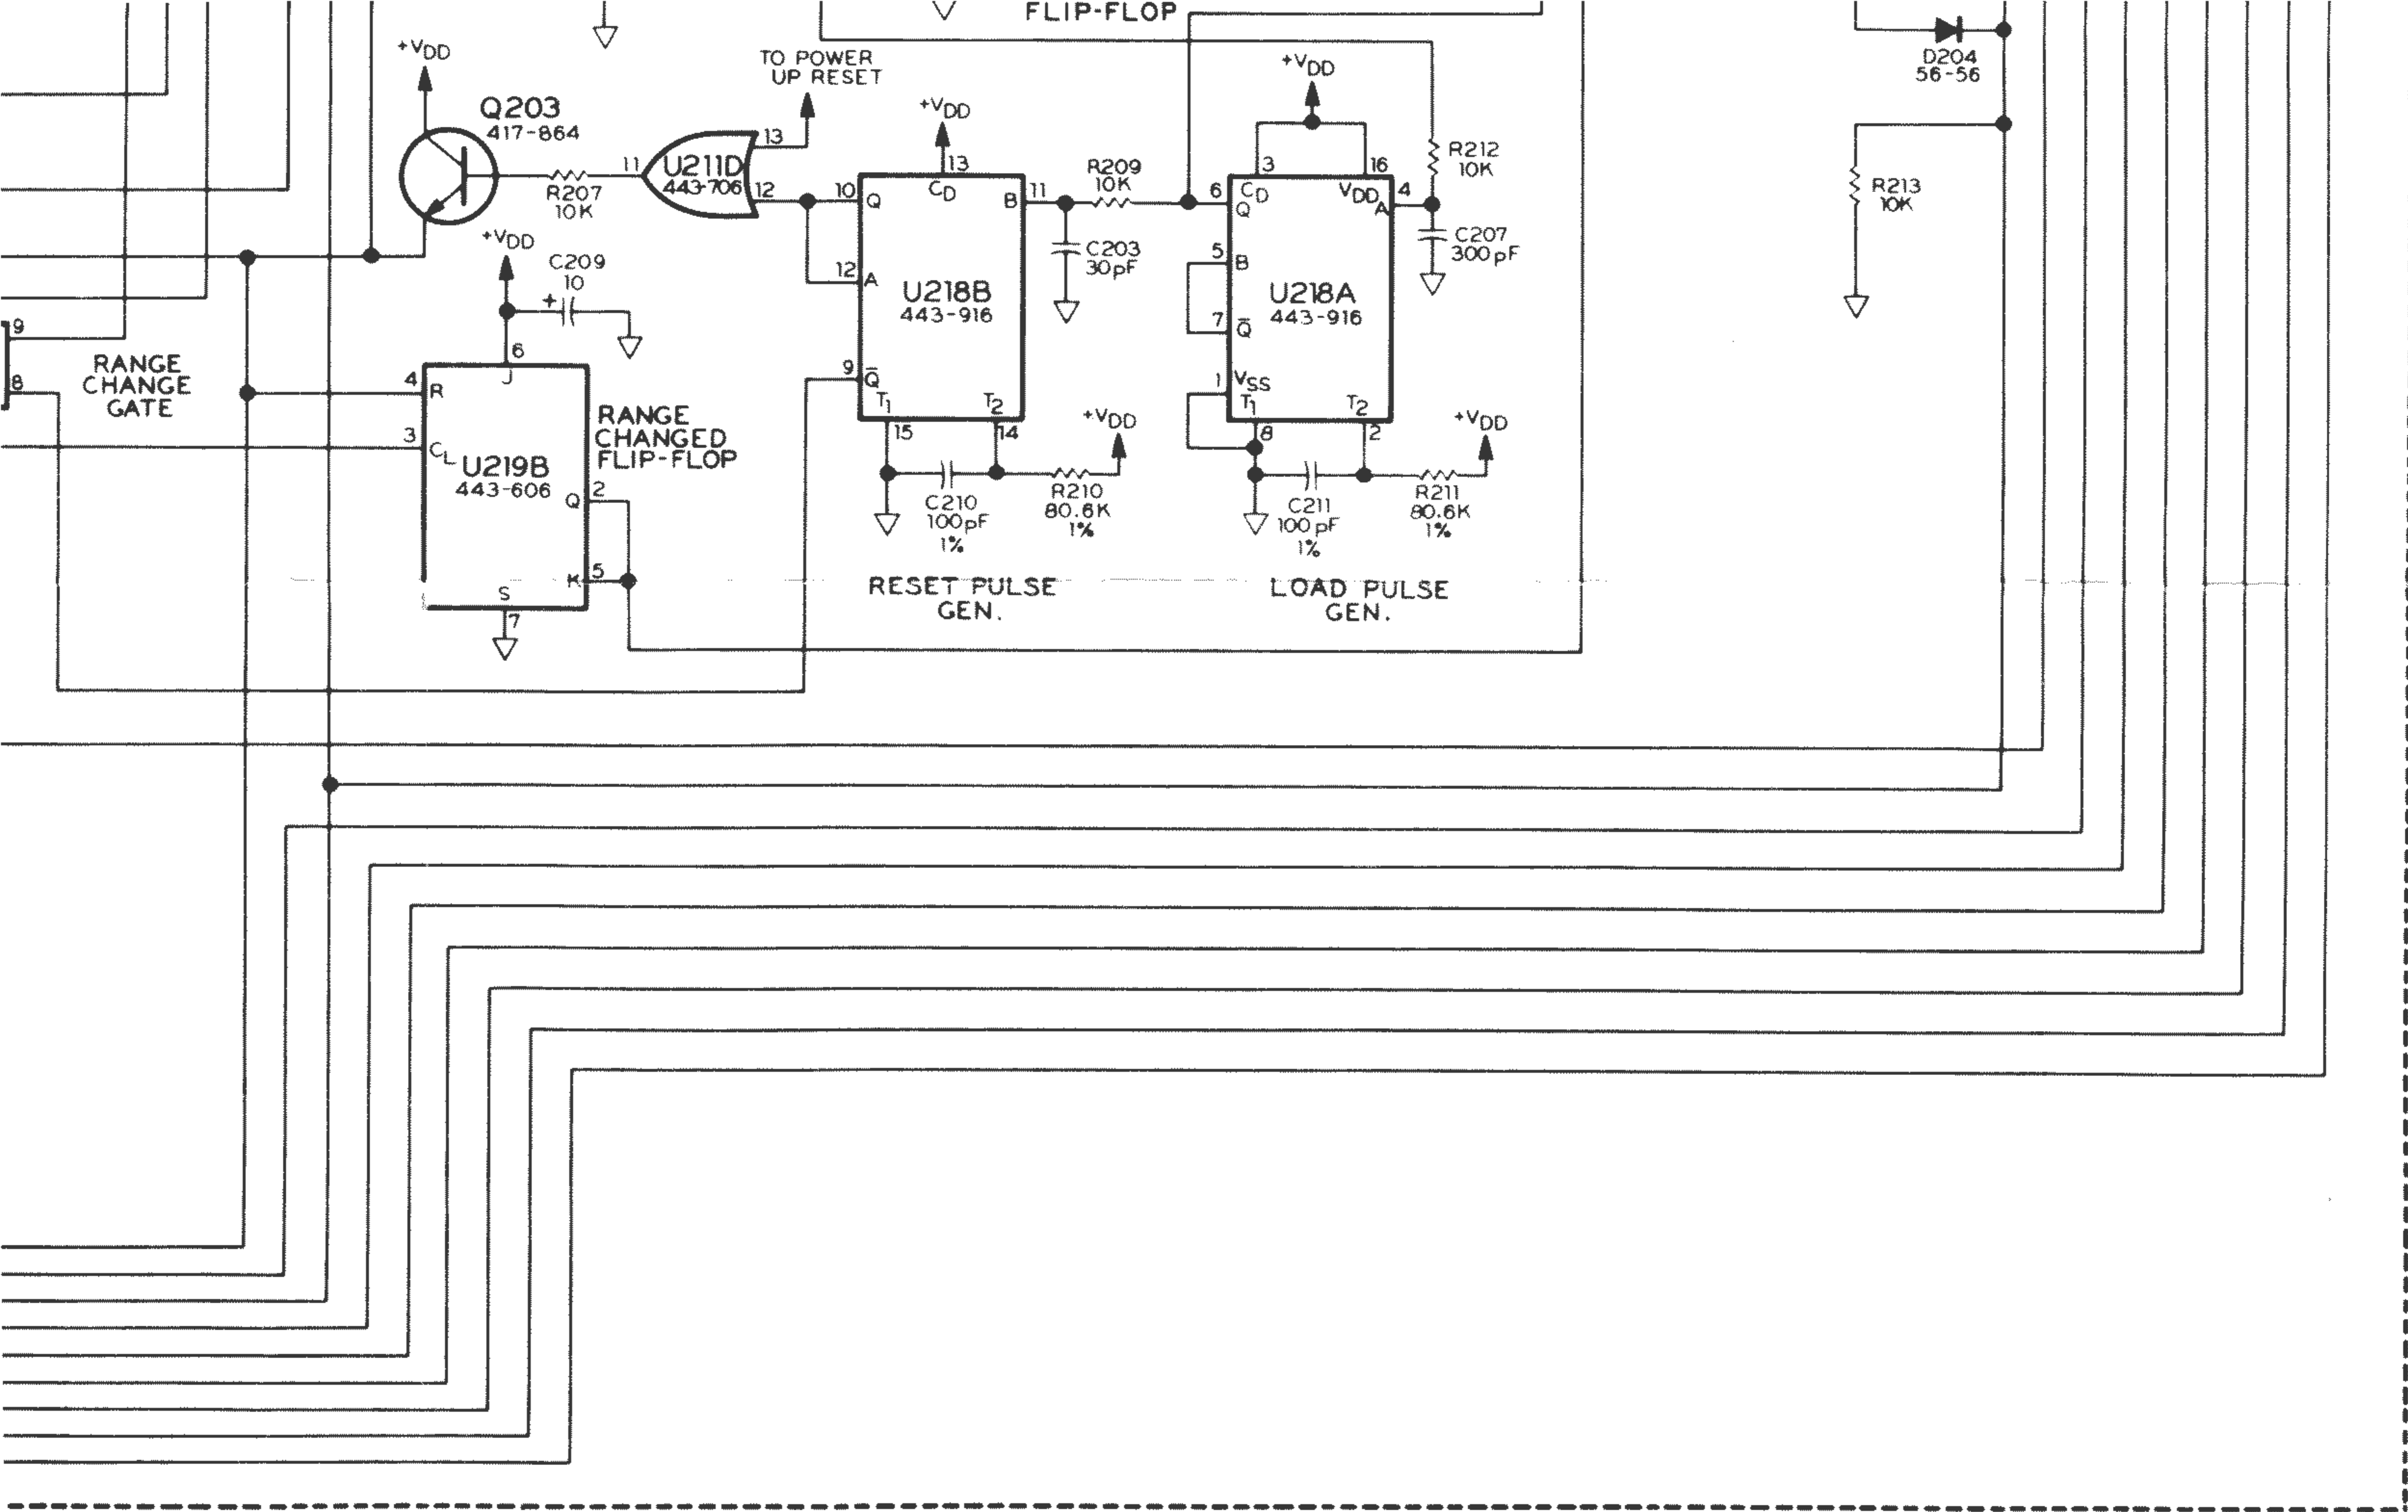 FLIP-FLOP
+VDD
Q203
417-864
TO POWER
UP RESET
13
11
U211D
443-706
12
R207
10K
+VDD
13
CD
10
Q
B
11
12
A
U218B
443-916
9
Q̅
T1
T2
15
14
R209
10K
C203
30pF
+VDD
C210
100pF
1%
R210
80.6K
1%
RESET PULSE
GEN.
+VDD
3
16
6
CD
VDD
4
Q
A
5
B
7
Q̅
U218A
443-916
1
VSS
T1
T2
8
2
R212
10K
C207
300pF
+VDD
C211
100pF
1%
R211
80.6K
1%
LOAD PULSE
GEN.
D204
56-56
R213
10K
9
8
RANGE
CHANGE
GATE
+VDD
C209
10
+
6
J
4
R
3
CL
U219B
443-606
Q
2
K
5
S
7
RANGE
CHANGED
FLIP-FLOP